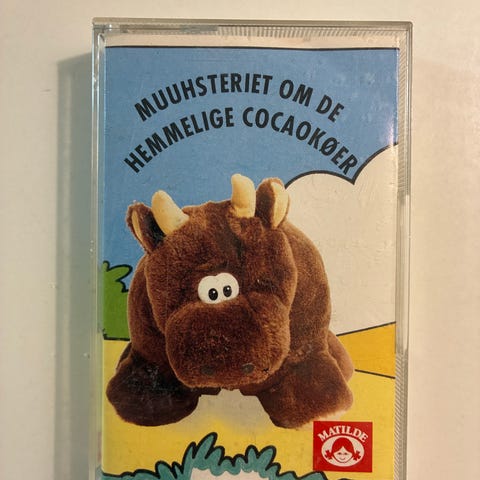 MUUHSTERIET OM DE
HEMMELIGE COCAOKØER
MATILDE